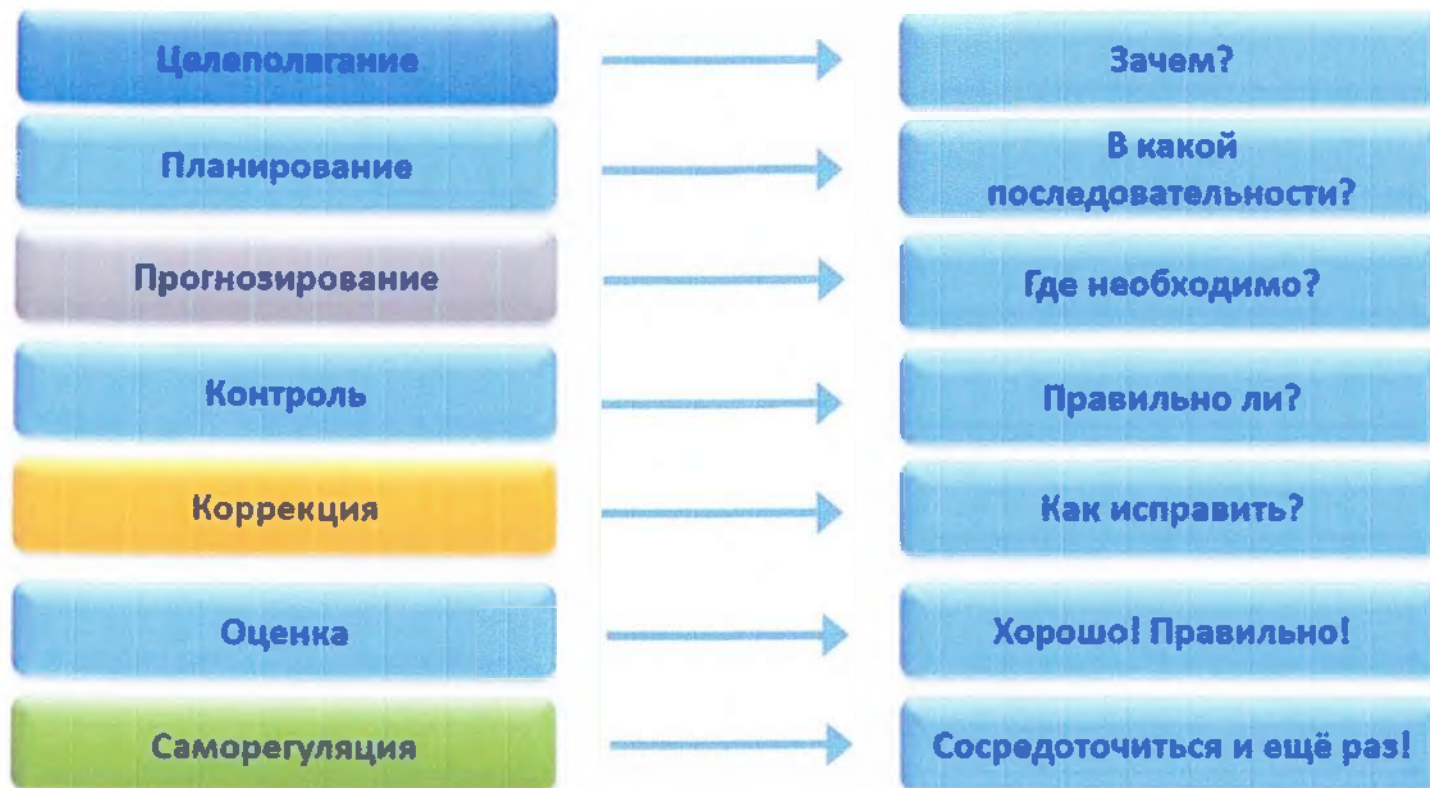 Целеполагание
Зачем?
Планирование
В какой
последовательности?
Прогнозирование
Где необходимо?
Контроль
Правильно ли?
Коррекция
Как исправить?
Оценка
Хорошо! Правильно!
Саморегуляция
Сосредоточиться и ещё раз!